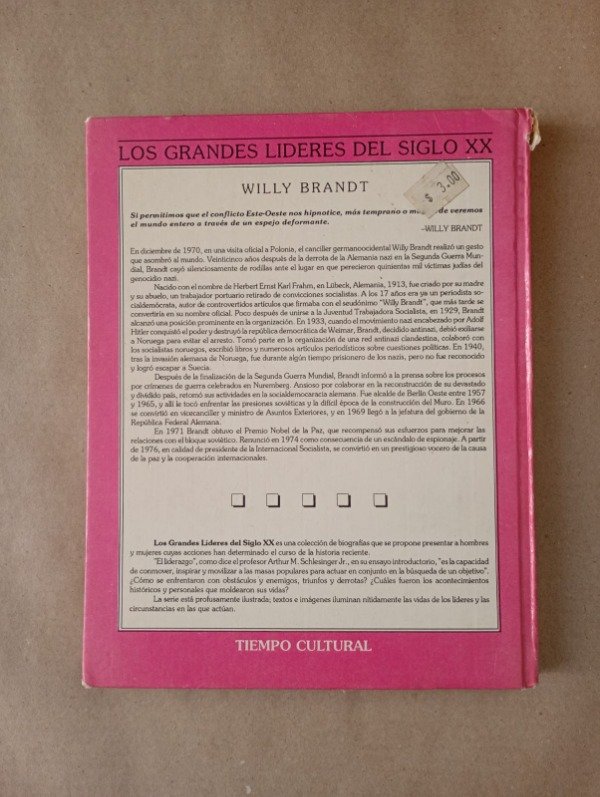 LOS GRANDES LIDERES DEL SIGLO XX
WILLY BRANDT
$ 3.00
Si permitimos que el conflicto Este-Oeste nos hipnotice, más temprano o de veremos
el mundo entero a través de un espejo deformante.
–WILLY BRANDT
En diciembre de 1970, en una visita oficial a Polonia, el canciller germanooccidental Willy Brandt realizó un gesto
que asombró al mundo. Veinticinco años después de la derrota de la Alemania nazi en la Segunda Guerra Mun-
dial, Brandt cayó silenciosamente de rodillas ante el lugar en que perecieron quinientas mil víctimas judías del
genocidio nazi.
Nacido con el nombre de Herbert Ernst Karl Frahm, en Lübeck, Alemania, 1913, fue criado por su madre
y su abuelo, un trabajador portuario retirado de convicciones socialistas. A los 17 años era ya un periodista so-
cialdemócrata, autor de controvertidos artículos que firmaba con el seudónimo "Willy Brandt", que más tarde se
convertiría en su nombre oficial. Poco después de unirse a la Juventud Trabajadora Socialista, en 1929, Brandt
alcanzó una posición prominente en la organización. En 1933, cuando el movimiento nazi encabezado por Adolf
Hitler conquistó el poder y destruyó la república democrática de Weimar, Brandt, decidido antinazi, debió exiliarse
a Noruega para evitar el arresto. Tomó parte en la organización de una red antinazi clandestina, colaboró con
los socialistas noruegos, escribió libros y numerosos artículos periodísticos sobre cuestiones políticas. En 1940,
tras la invasión alemana de Noruega, fue durante algún tiempo prisionero de los nazis, pero no fue reconocido
y logró escapar a Suecia.
Después de la finalización de la Segunda Guerra Mundial, Brandt informó a la prensa sobre los procesos
por crímenes de guerra celebrados en Nuremberg. Ansioso por colaborar en la reconstrucción de su devastado
y dividido país, retomó sus actividades en la socialdemocaracia alemana. Fue alcalde de Berlín Oeste entre 1957
y 1965, y allí le tocó enfrentar las presiones soviéticas y la difícil época de la construcción del Muro. En 1966
se convirtió en vicecanciller y ministro de Asuntos Exteriores, y en 1969 llegó a la jefatura del gobierno de la
República Federal Alemana.
En 1971 Brandt obtuvo el Premio Nobel de la Paz, que recompensó sus esfuerzos para mejorar las
relaciones con el bloque soviético. Renunció en 1974 como consecuencia de un escándalo de espionaje. A partir
de 1976, en calidad de presidente de la Internacional Socialista, se convirtió en un prestigioso vocero de la causa
de la paz y la cooperación internacionales.
Los Grandes Líderes del Siglo XX es una colección de biografías que se propone presentar a hombres
y mujeres cuyas acciones han determinado el curso de la historia reciente.
"El liderazgo", como dice el profesor Arthur M. Schlesinger Jr., en su ensayo introductorio, "es la capacidad
de conmover, inspirar y movilizar a las masas populares para actuar en conjunto en la búsqueda de un objetivo".
¿Cómo se enfrentaron con obstáculos y enemigos, triunfos y derrotas? ¿Cuáles fueron los acontecimientos
históricos y personales que moldearon sus vidas?
La serie está profusamente ilustrada; textos e imágenes iluminan nítidamente las vidas de los líderes y las
circunstancias en las que actúan.
TIEMPO CULTURAL